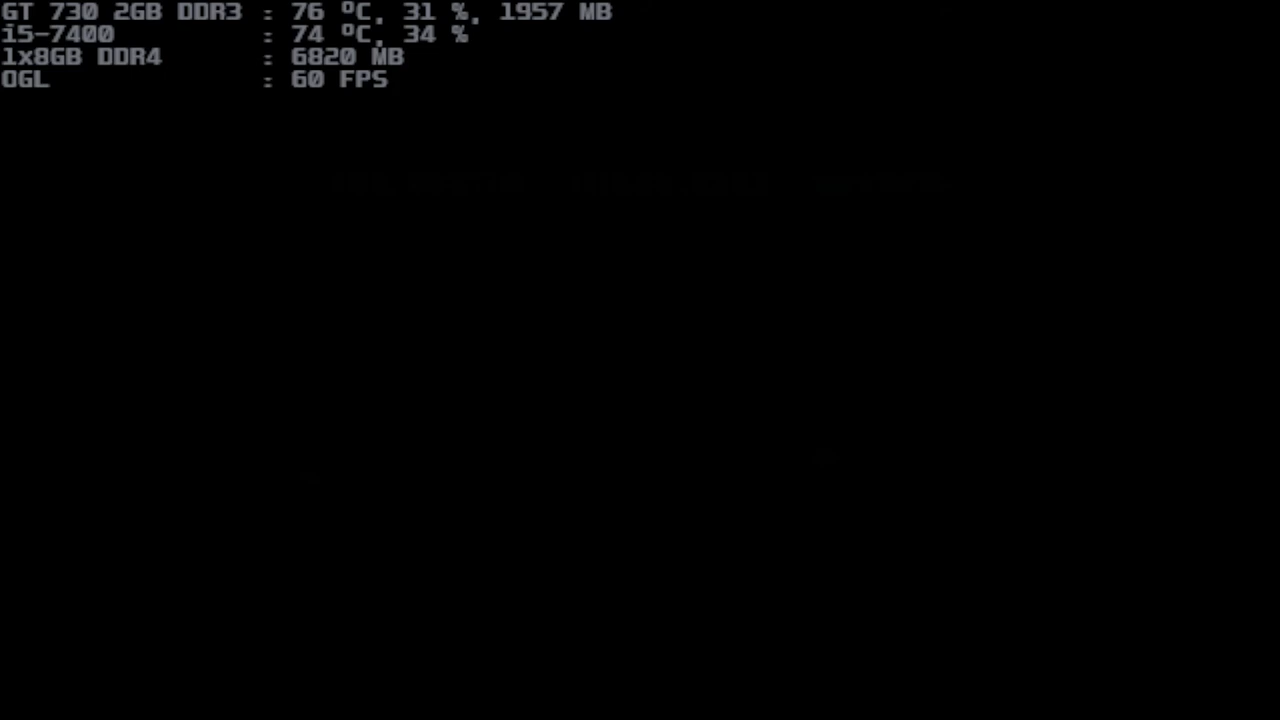 GT 730 2GB DDR3 : 76 ºC, 31 %, 1957 MB
i5-7400 : 74 ºC, 34 %
1x8GB DDR4 : 6820 MB
OGL : 60 FPS